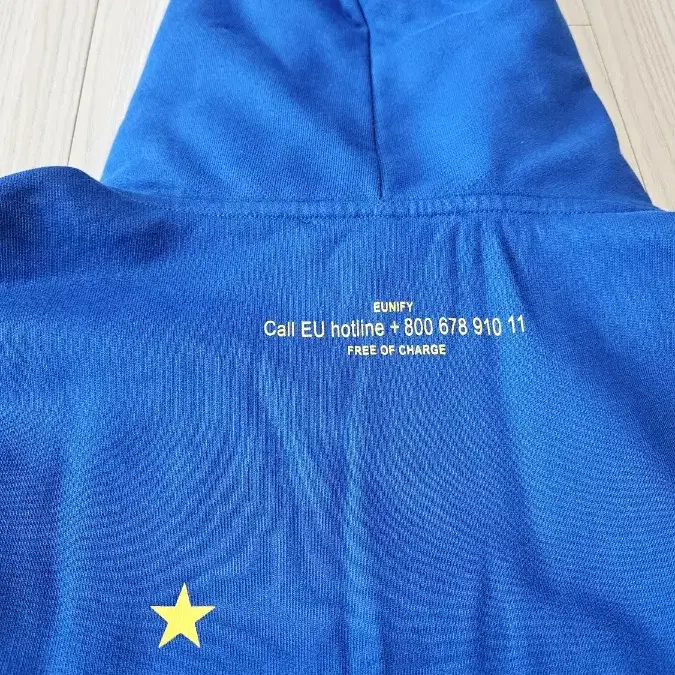 EUNIFY
Call EU hotline + 800 678 910 11
FREE OF CHARGE